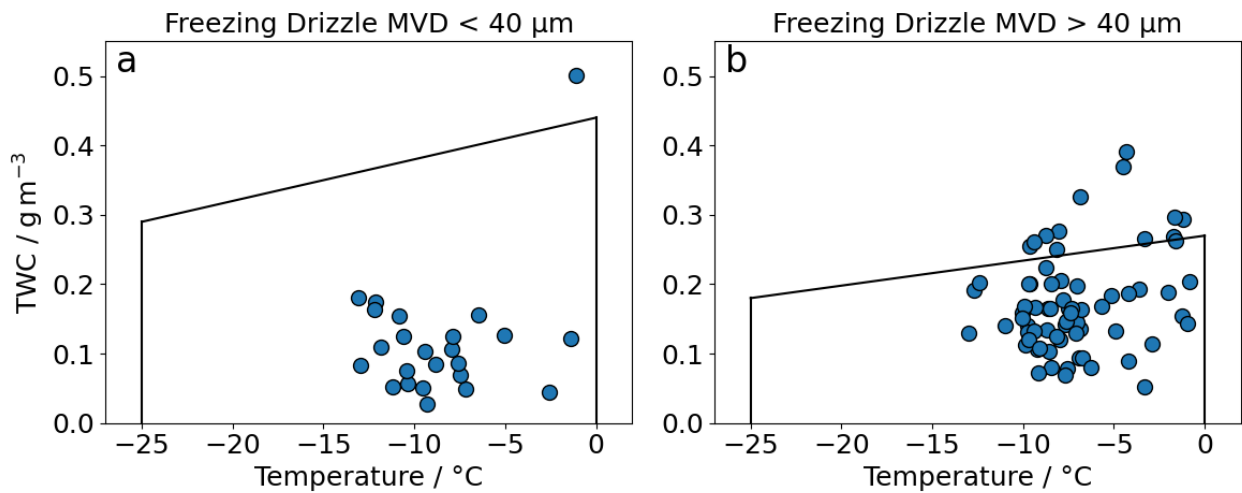 Freezing Drizzle MVD < 40 μm
a
TWC / g m⁻³
0.5
0.4
0.3
0.2
0.1
0.0
−25 −20 −15 −10 −5 0
Temperature / °C
Freezing Drizzle MVD > 40 μm
b
0.5
0.4
0.3
0.2
0.1
0.0
−25 −20 −15 −10 −5 0
Temperature / °C